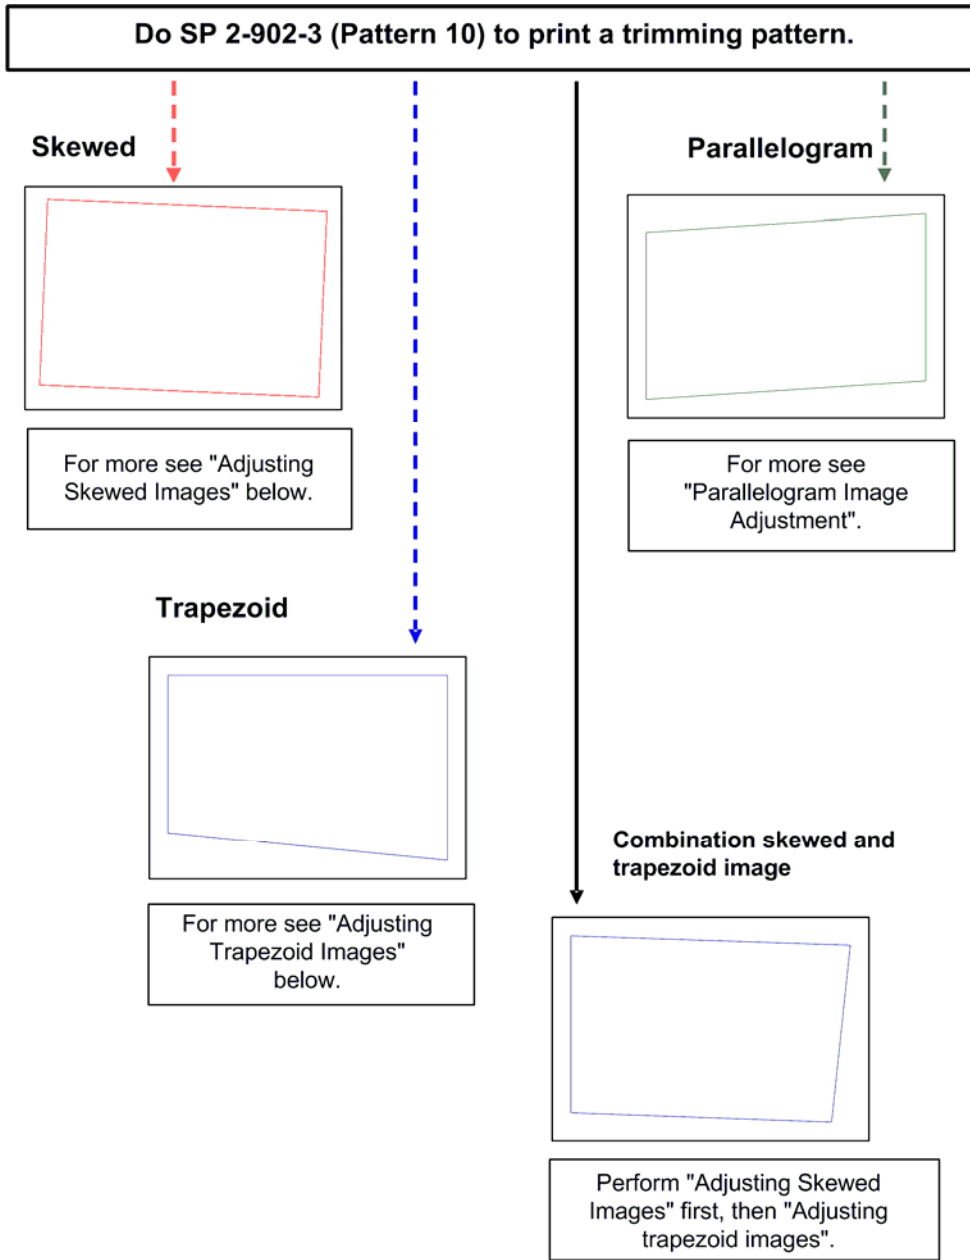 Do SP 2-902-3 (Pattern 10) to print a trimming pattern.
Skewed
Parallelogram
For more see "Adjusting
Skewed Images" below.
For more see
"Parallelogram Image
Adjustment".
Trapezoid
For more see "Adjusting
Trapezoid Images"
below.
Combination skewed and
trapezoid image
Perform "Adjusting Skewed
Images" first, then "Adjusting
trapezoid images".